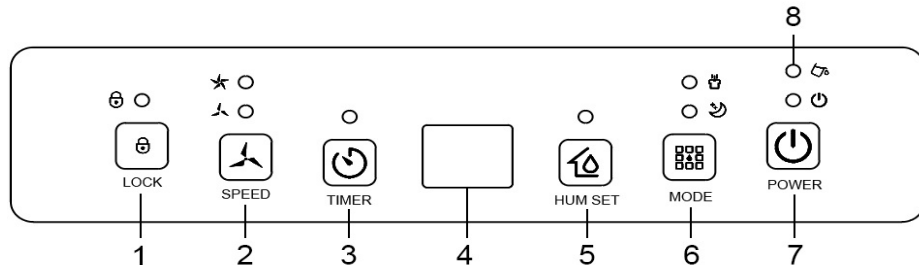 8
LOCK
SPEED
TIMER
HUM SET
MODE
POWER
1 2 3 4 5 6 7